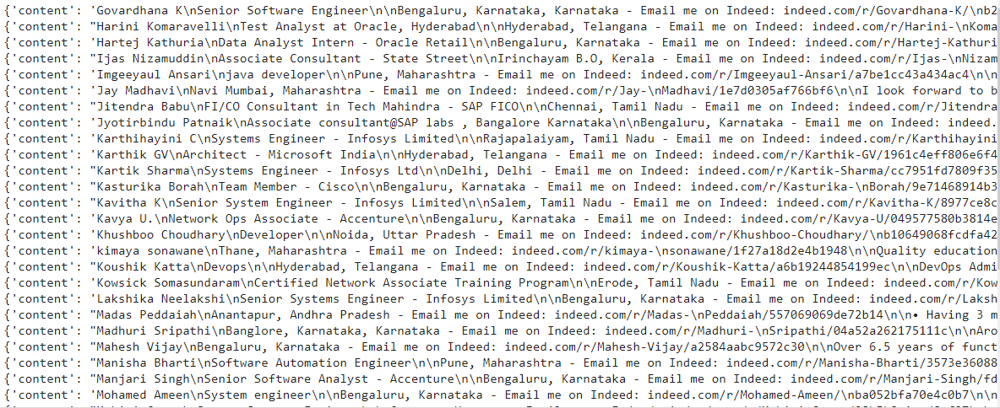 {'content': 'Govardhana K\nSenior Software Engineer\n\nBengaluru, Karnataka, Karnataka - Email me on Indeed: indeed.com/r/Govardhana-K/\nb2
{'content': "Harini Komaravelli\nTest Analyst at Oracle, Hyderabad\n\nHyderabad, Telangana - Email me on Indeed: indeed.com/r/Harini-\nKoma
{'content': 'Hartej Kathuria\nData Analyst Intern - Oracle Retail\n\nBengaluru, Karnataka - Email me on Indeed: indeed.com/r/Hartej-Kathuri
{'content': "Ijas Nizamuddin\nAssociate Consultant - State Street\n\nIrinchayam B.O, Kerala - Email me on Indeed: indeed.com/r/Ijas-\nNizam
{'content': 'Imgeeyaul Ansari\njava developer\n\nPune, Maharashtra - Email me on Indeed: indeed.com/r/Imgeeyaul-Ansari/a7be1cc43a434ac4\n\n
{'content': 'Jay Madhavi\nNavi Mumbai, Maharashtra - Email me on Indeed: indeed.com/r/Jay-\nMadhavi/1e7d0305af766bf6\n\nI look forward to b
{'content': "Jitendra Babu\nFI/CO Consultant in Tech Mahindra - SAP FICO\n\nChennai, Tamil Nadu - Email me on Indeed: indeed.com/r/Jitendra
{'content': 'Jyotirbindu Patnaik\nAssociate consultant@SAP labs , Bangalore Karnataka\n\nBengaluru, Karnataka - Email me on Indeed: indeed.
{'content': 'Karthihayini C\nSystems Engineer - Infosys Limited\n\nRajapalaiyam, Tamil Nadu - Email me on Indeed: indeed.com/r/Karthihayini
{'content': 'Karthik GV\nArchitect - Microsoft India\n\nHyderabad, Telangana - Email me on Indeed: indeed.com/r/Karthik-GV/1961c4eff806e6f4
{'content': "Kartik Sharma\nSystems Engineer - Infosys Ltd\n\nDelhi, Delhi - Email me on Indeed: indeed.com/r/Kartik-Sharma/cc7951fd7809f35
{'content': "Kasturika Borah\nTeam Member - Cisco\n\nBengaluru, Karnataka - Email me on Indeed: indeed.com/r/Kasturika-\nBorah/9e71468914b3
{'content': "Kavitha K\nSenior System Engineer - Infosys Limited\n\nSalem, Tamil Nadu - Email me on Indeed: indeed.com/r/Kavitha-K/8977ce8c
{'content': 'Kavya U.\nNetwork Ops Associate - Accenture\n\nBengaluru, Karnataka - Email me on Indeed: indeed.com/r/Kavya-U/049577580b3814e
{'content': 'Khushboo Choudhary\nDeveloper\n\nNoida, Uttar Pradesh - Email me on Indeed: indeed.com/r/Khushboo-Choudhary/\nb10649068fcdfa42
{'content': 'kimaya sonawane\nThane, Maharashtra - Email me on Indeed: indeed.com/r/kimaya-\nsonawane/1f27a18d2e4b1948\n\nQuality education
{'content': "Koushik Katta\nDevops\n\nHyderabad, Telangana - Email me on Indeed: indeed.com/r/Koushik-Katta/a6b19244854199ec\n\nDevOps Admi
{'content': 'Kowsick Somasundaram\nCertified Network Associate Training Program\n\nErode, Tamil Nadu - Email me on Indeed: indeed.com/r/Kow
{'content': 'Lakshika Neelakshi\nSenior Systems Engineer - Infosys Limited\n\nBengaluru, Karnataka - Email me on Indeed: indeed.com/r/Laksh
{'content': "Madas Peddaiah\nAnantapur, Andhra Pradesh - Email me on Indeed: indeed.com/r/Madas-\nPeddaiah/557069069de72b14\n\n• Having 3 m
{'content': "Madhuri Sripathi\nBanglore, Karnataka, Karnataka - Email me on Indeed: indeed.com/r/Madhuri-\nSripathi/04a52a262175111c\n\nAro
{'content': "Mahesh Vijay\nBengaluru, Karnataka - Email me on Indeed: indeed.com/r/Mahesh-Vijay/a2584aabc9572c30\n\nOver 6.5 years of funct
{'content': "Manisha Bharti\nSoftware Automation Engineer\n\nPune, Maharashtra - Email me on Indeed: indeed.com/r/Manisha-Bharti/3573e36088
{'content': 'Manjari Singh\nSenior Software Analyst - Accenture\n\nBengaluru, Karnataka - Email me on Indeed: indeed.com/r/Manjari-Singh/fd
{'content': 'Mohamed Ameen\nSystem engineer\n\nBengaluru, Karnataka - Email me on Indeed: indeed.com/r/Mohamed-Ameen/\nba052bfa70e4c0b7\n\n